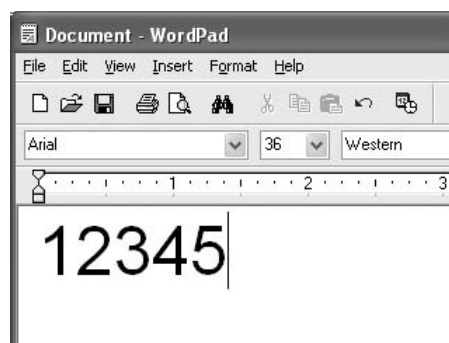 Document - WordPad
File Edit View Insert Format Help
Arial 36 Western
1 2 3
12345